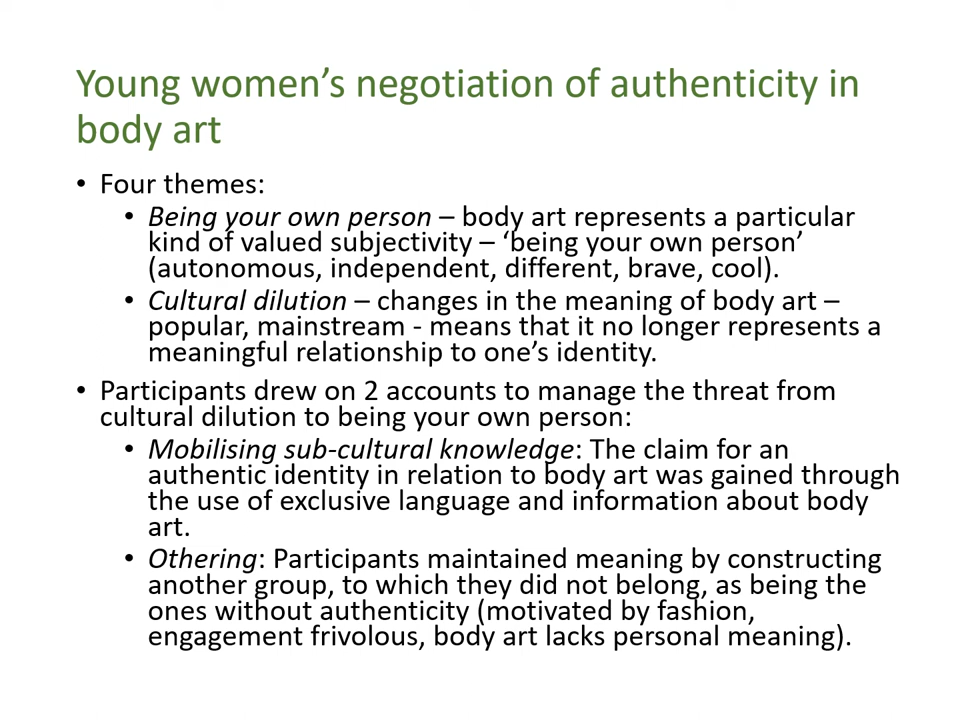 Young women’s negotiation of authenticity in
body art
• Four themes:
• Being your own person – body art represents a particular
kind of valued subjectivity – ‘being your own person’
(autonomous, independent, different, brave, cool).
• Cultural dilution – changes in the meaning of body art –
popular, mainstream - means that it no longer represents a
meaningful relationship to one’s identity.
• Participants drew on 2 accounts to manage the threat from
cultural dilution to being your own person:
• Mobilising sub-cultural knowledge: The claim for an
authentic identity in relation to body art was gained through
the use of exclusive language and information about body
art.
• Othering: Participants maintained meaning by constructing
another group, to which they did not belong, as being the
ones without authenticity (motivated by fashion,
engagement frivolous, body art lacks personal meaning).